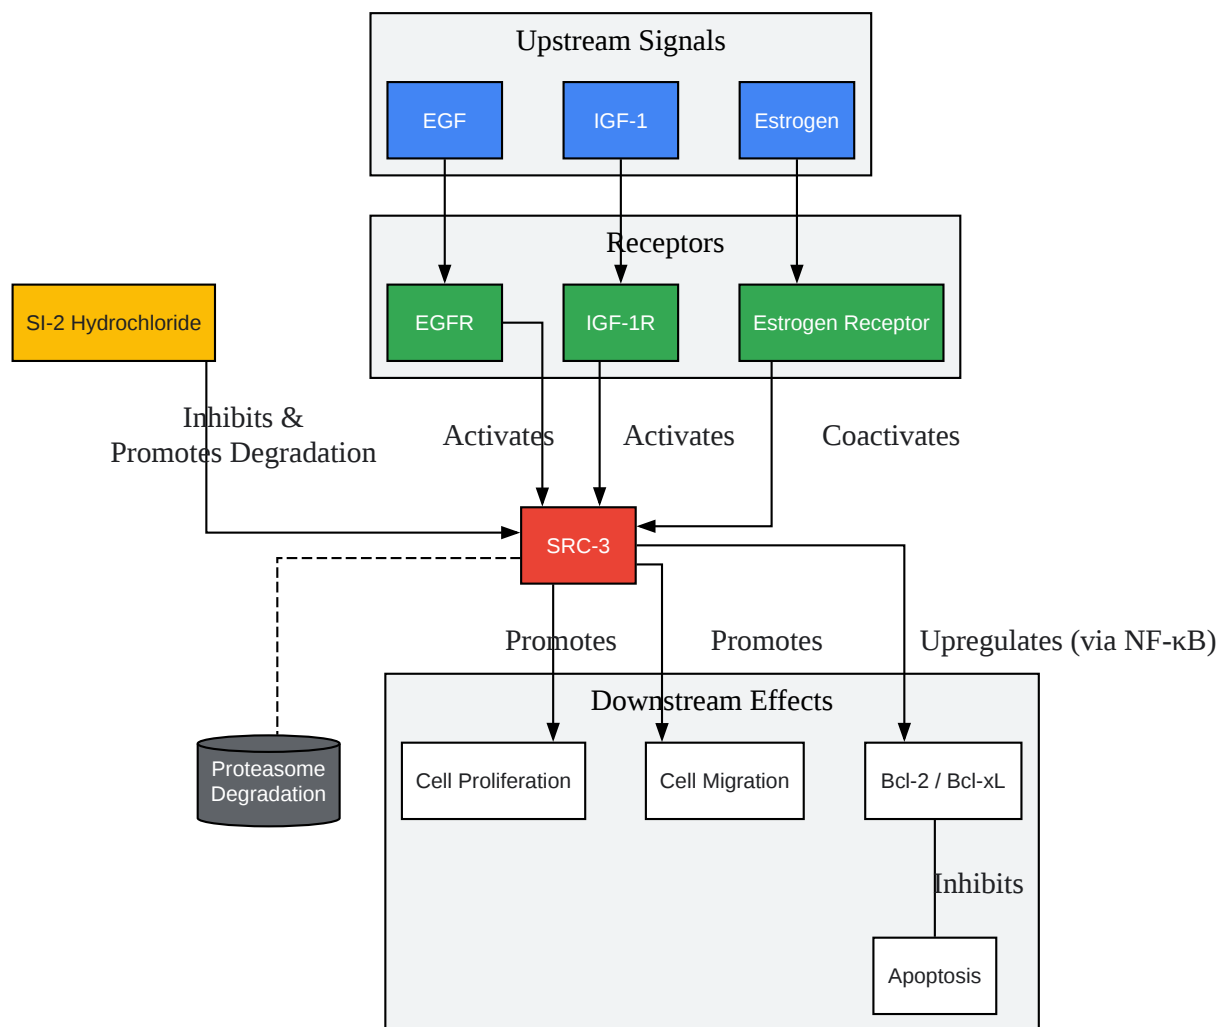 Upstream Signals
EGF
IGF-1
Estrogen
Receptors
SI-2 Hydrochloride
EGFR
IGF-1R
Estrogen Receptor
Inhibits &
Promotes Degradation
Activates
Activates
Coactivates
SRC-3
Promotes
Promotes
Upregulates (via NF-κB)
Downstream Effects
Proteasome
Degradation
Cell Proliferation
Cell Migration
Bcl-2 / Bcl-xL
Inhibits
Apoptosis